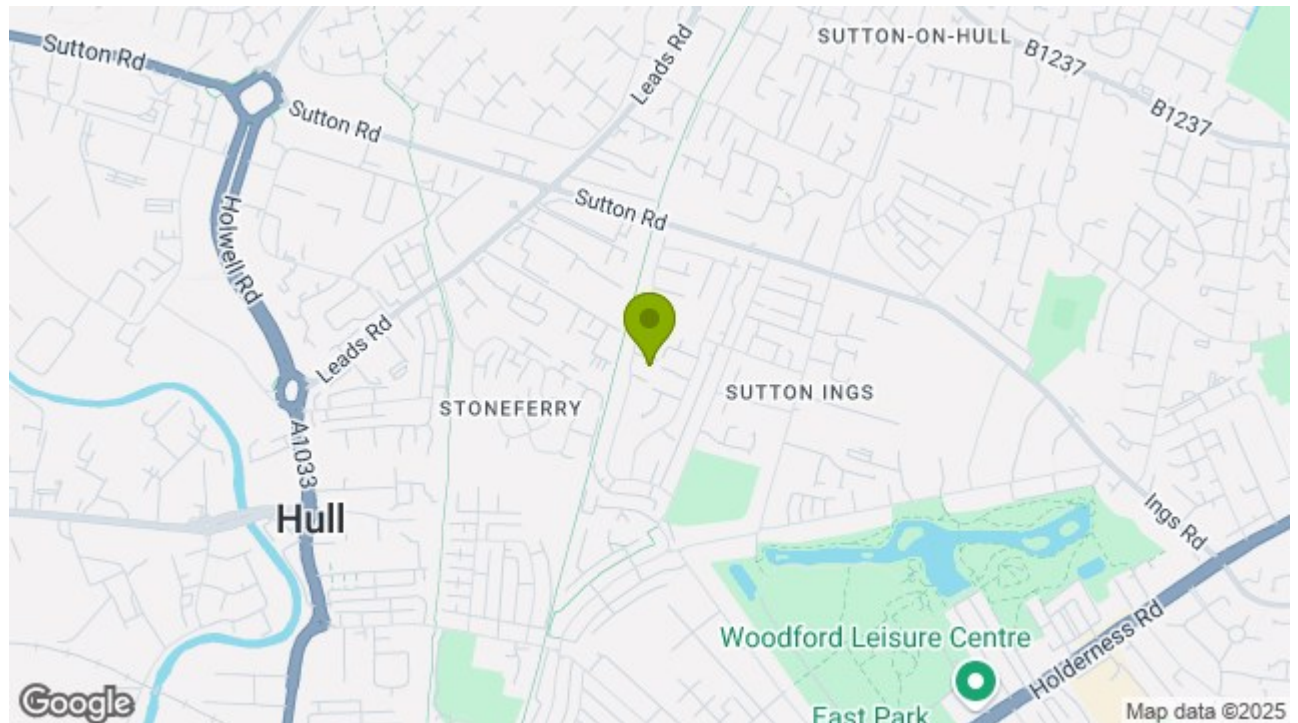 Sutton Rd
SUTTON-ON-HULL
B1237
B1237
Leads Rd
Sutton Rd
Sutton Rd
Holwell Rd
Leads Rd
SUTTON INGS
STONEFERRY
A1033
Hull
Ings Rd
Woodford Leisure Centre
Holderness Rd
East Park
Google
Map data ©2025